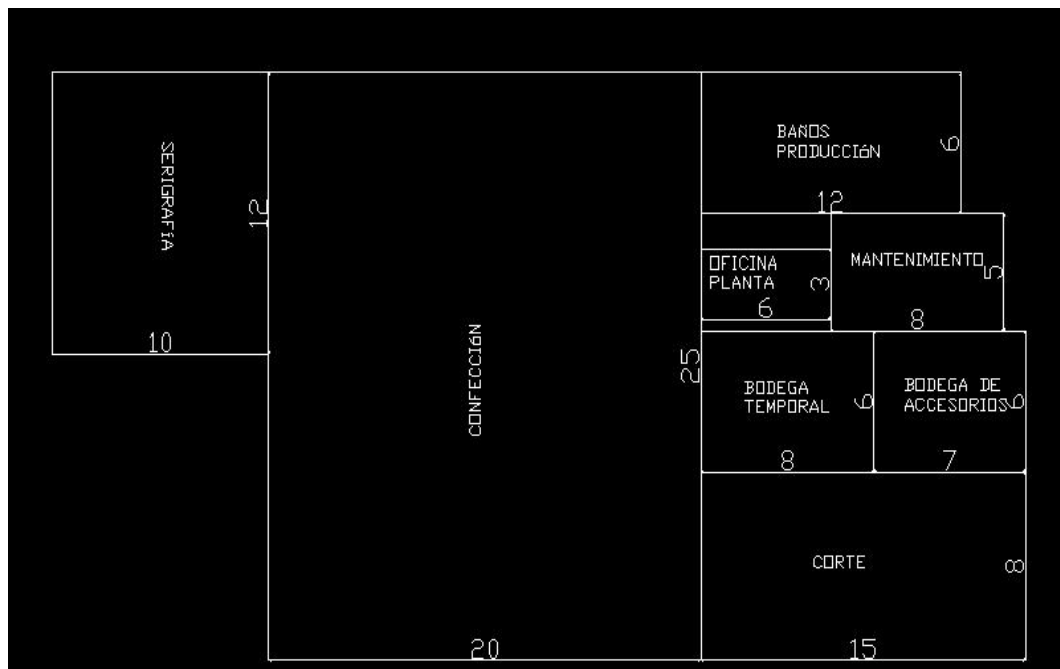 SERIGRAFÍA
12
10
CONFECCIÓN
25
20
BAÑOS
PRODUCCIÓN
6
12
OFICINA
PLANTA
3
6
MANTENIMIENTO
5
8
BODEGA
TEMPORAL
6
8
BODEGA DE
ACCESORIOS
6
7
CORTE
8
15